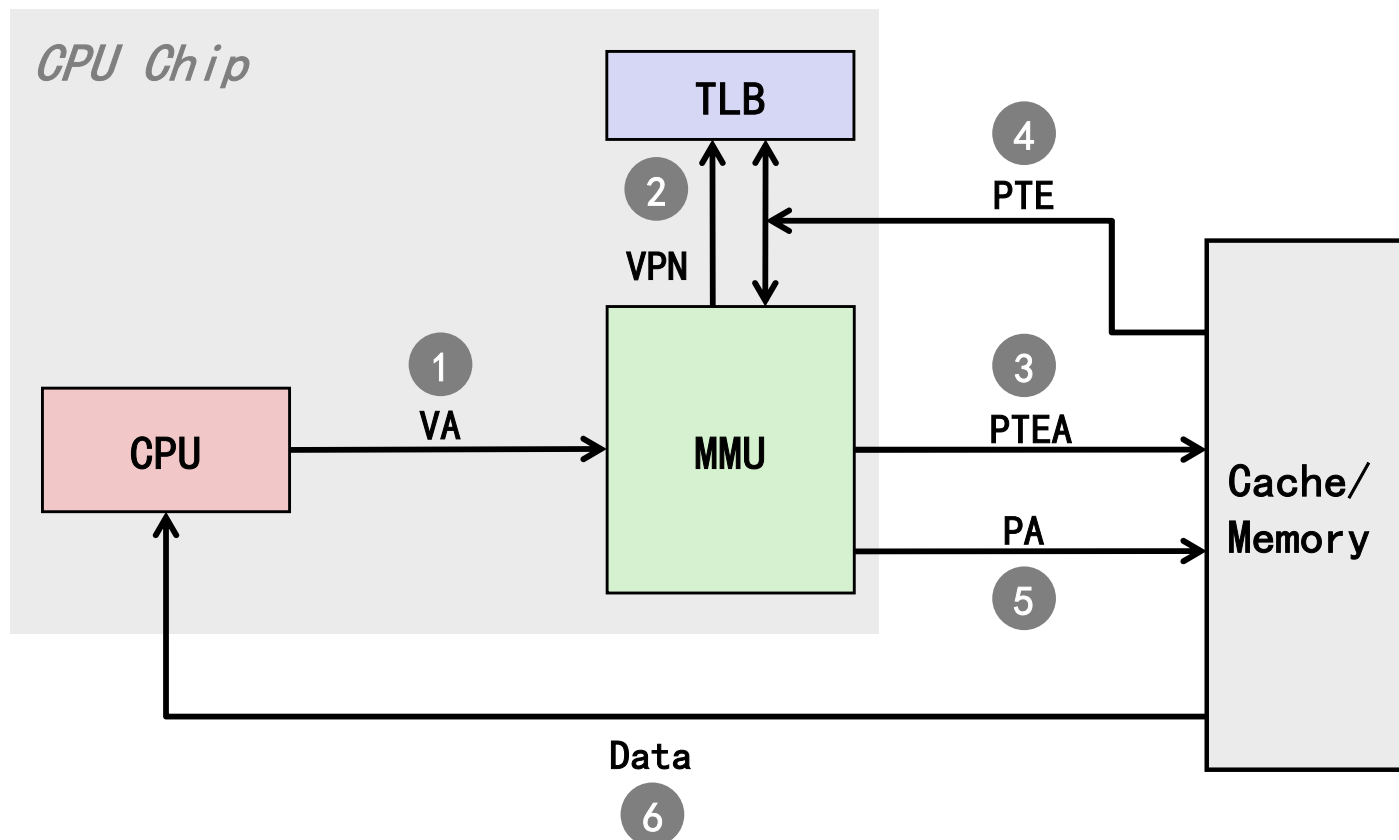 CPU Chip
TLB
4
PTE
2
VPN
1
VA
3
PTEA
CPU
MMU
Cache/
Memory
PA
5
Data
6